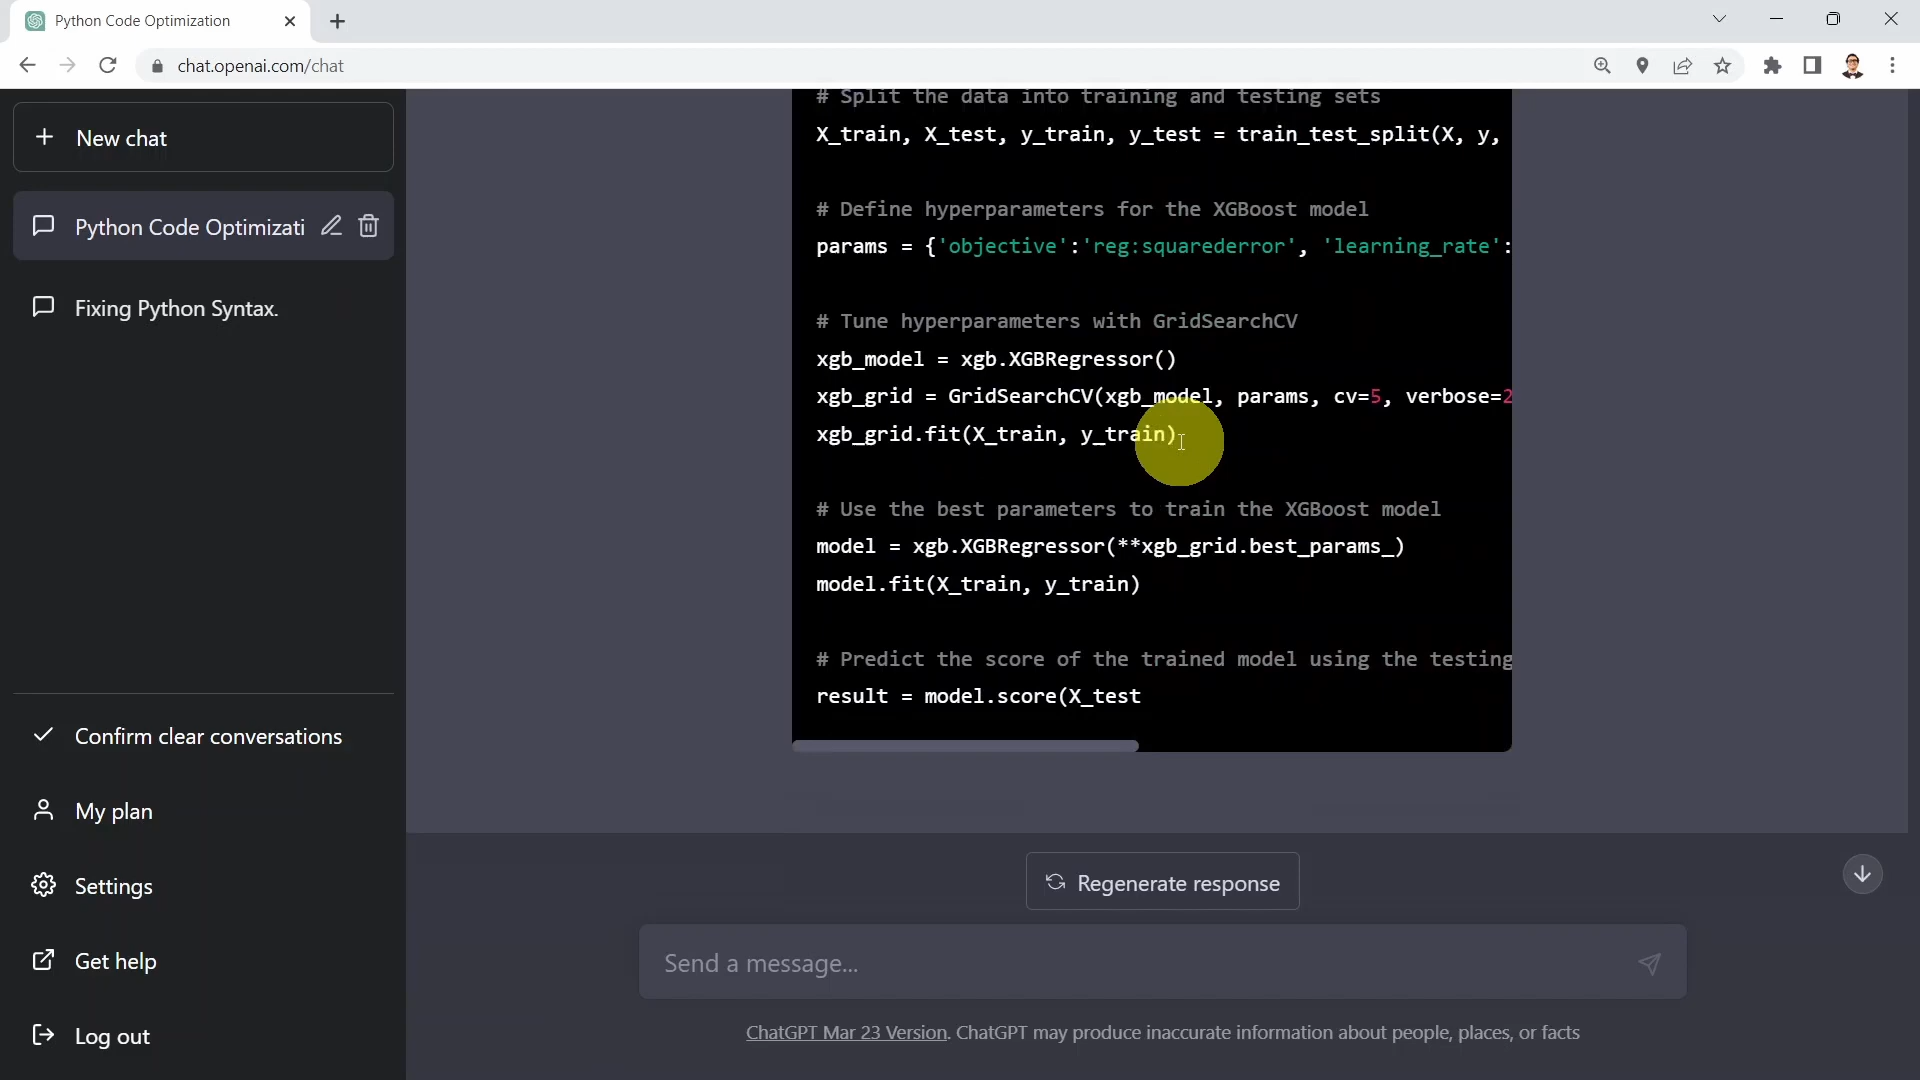 Python Code Optimization
chat.openai.com/chat
New chat
Python Code Optimizati
Fixing Python Syntax.
Confirm clear conversations
My plan
Settings
Get help
Log out
# Split the data into training and testing sets
X_train, X_test, y_train, y_test = train_test_split(X, y,
# Define hyperparameters for the XGBoost model
params = {'objective':'reg:squarederror', 'learning_rate':
# Tune hyperparameters with GridSearchCV
xgb_model = xgb.XGBRegressor()
xgb_grid = GridSearchCV(xgb_model, params, cv=5, verbose=2
xgb_grid.fit(X_train, y_train)
# Use the best parameters to train the XGBoost model
model = xgb.XGBRegressor(**xgb_grid.best_params_)
model.fit(X_train, y_train)
# Predict the score of the trained model using the testing
result = model.score(X_test
Regenerate response
Send a message...
ChatGPT Mar 23 Version. ChatGPT may produce inaccurate information about people, places, or facts